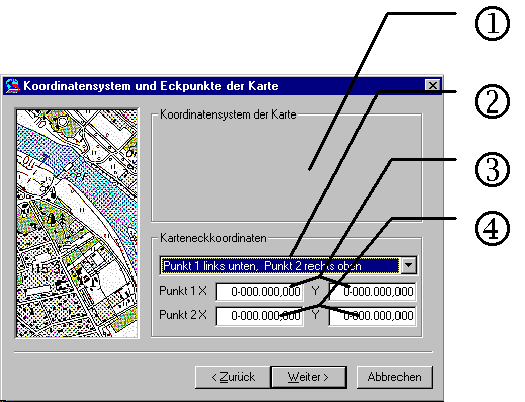 ①
Koordinatensystem und Eckpunkte der Karte
②
Koordinatensystem der Karte
③
④
Karteneckkoordinaten
Punkt 1 links unten, Punkt 2 rechts oben
Punkt 1 X 0-000.000,000 Y 0-000.000,000
Punkt 2 X 0-000.000,000 Y 0-000.000,000
< Zurück Weiter > Abbrechen